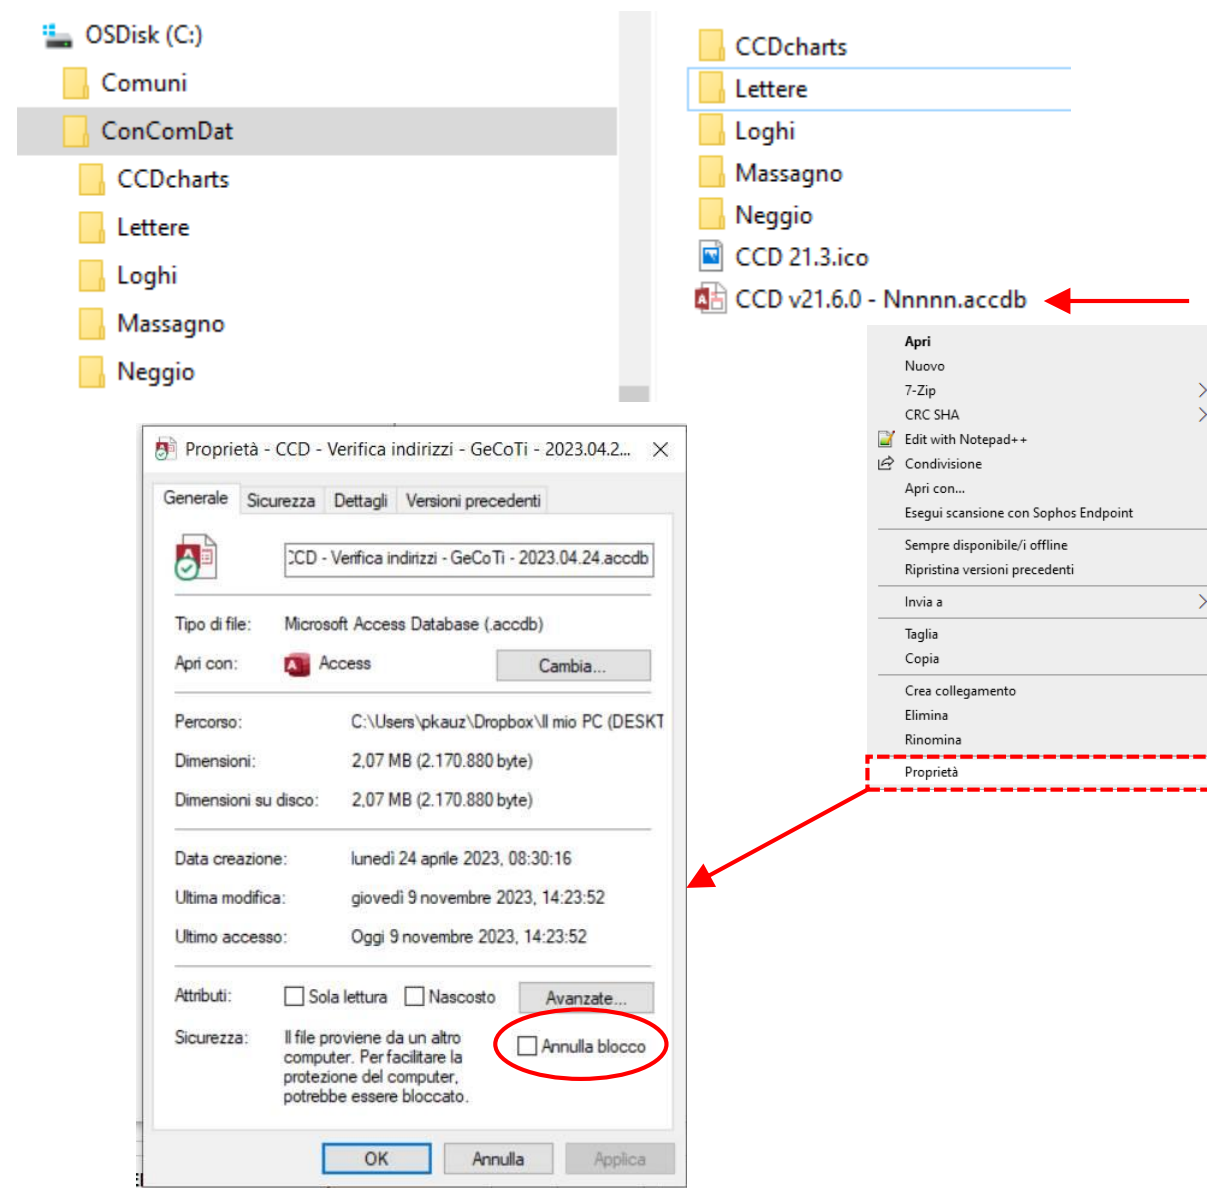 OSDisk (C:)
Comuni
ConComDat
CCDcharts
Lettere
Loghi
Massagno
Neggio
CCDcharts
Lettere
Loghi
Massagno
Neggio
CCD 21.3.ico
CCD v21.6.0 - Nnnnn.accdb
Apri
Nuovo
7-Zip
CRC SHA
Edit with Notepad++
Condivisione
Apri con...
Esegui scansione con Sophos Endpoint
Sempre disponibile/i offline
Ripristina versioni precedenti
Invia a
Taglia
Copia
Crea collegamento
Elimina
Rinomina
Proprietà
Proprietà - CCD - Verifica indirizzi - GeCoTi - 2023.04.2...
Generale Sicurezza Dettagli Versioni precedenti
CCD - Verifica indirizzi - GeCoTi - 2023.04.24.accdb
Tipo di file: Microsoft Access Database (.accdb)
Apri con: Access Cambia...
Percorso: C:\Users\pkauz\Dropbox\Il mio PC (DESKT
Dimensioni: 2,07 MB (2.170.880 byte)
Dimensioni su disco: 2,07 MB (2.170.880 byte)
Data creazione: lunedì 24 aprile 2023, 08:30:16
Ultima modifica: giovedì 9 novembre 2023, 14:23:52
Ultimo accesso: Oggi 9 novembre 2023, 14:23:52
Attributi: Sola lettura Nascosto Avanzate...
Sicurezza: Il file proviene da un altro
computer. Per facilitare la
protezione del computer,
potrebbe essere bloccato.
Annulla blocco
OK Annulla Applica